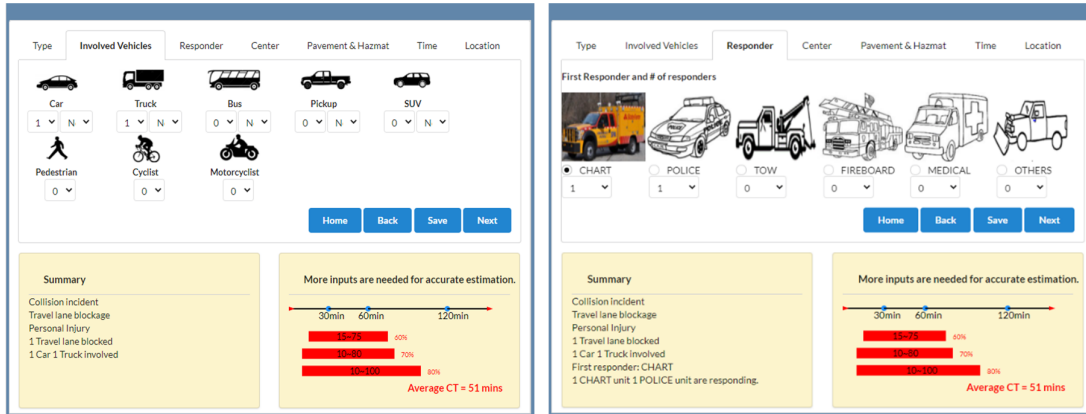 Type Involved Vehicles Responder Center Pavement & Hazmat Time Location
Car Truck Bus Pickup SUV
1 N 1 N 0 N 0 N 0 N
Pedestrian Cyclist Motorcyclist
0 0 0
Home Back Save Next
Summary
Collision incident
Travel lane blockage
Personal Injury
1 Travel lane blocked
1 Car 1 Truck involved
More inputs are needed for accurate estimation.
30min 60min 120min
15~75 60%
10~80 70%
10~100 80%
Average CT = 51 mins
Type Involved Vehicles Responder Center Pavement & Hazmat Time Location
First Responder and # of responders
CHART POLICE TOW FIREBOARD MEDICAL OTHERS
1 1 0 0 0 0
Home Back Save Next
Summary
Collision incident
Travel lane blockage
Personal Injury
1 Travel lane blocked
1 Car 1 Truck involved
First responder: CHART
1 CHART unit 1 POLICE unit are responding.
More inputs are needed for accurate estimation.
30min 60min 120min
15~75 60%
10~80 70%
10~100 80%
Average CT = 51 mins